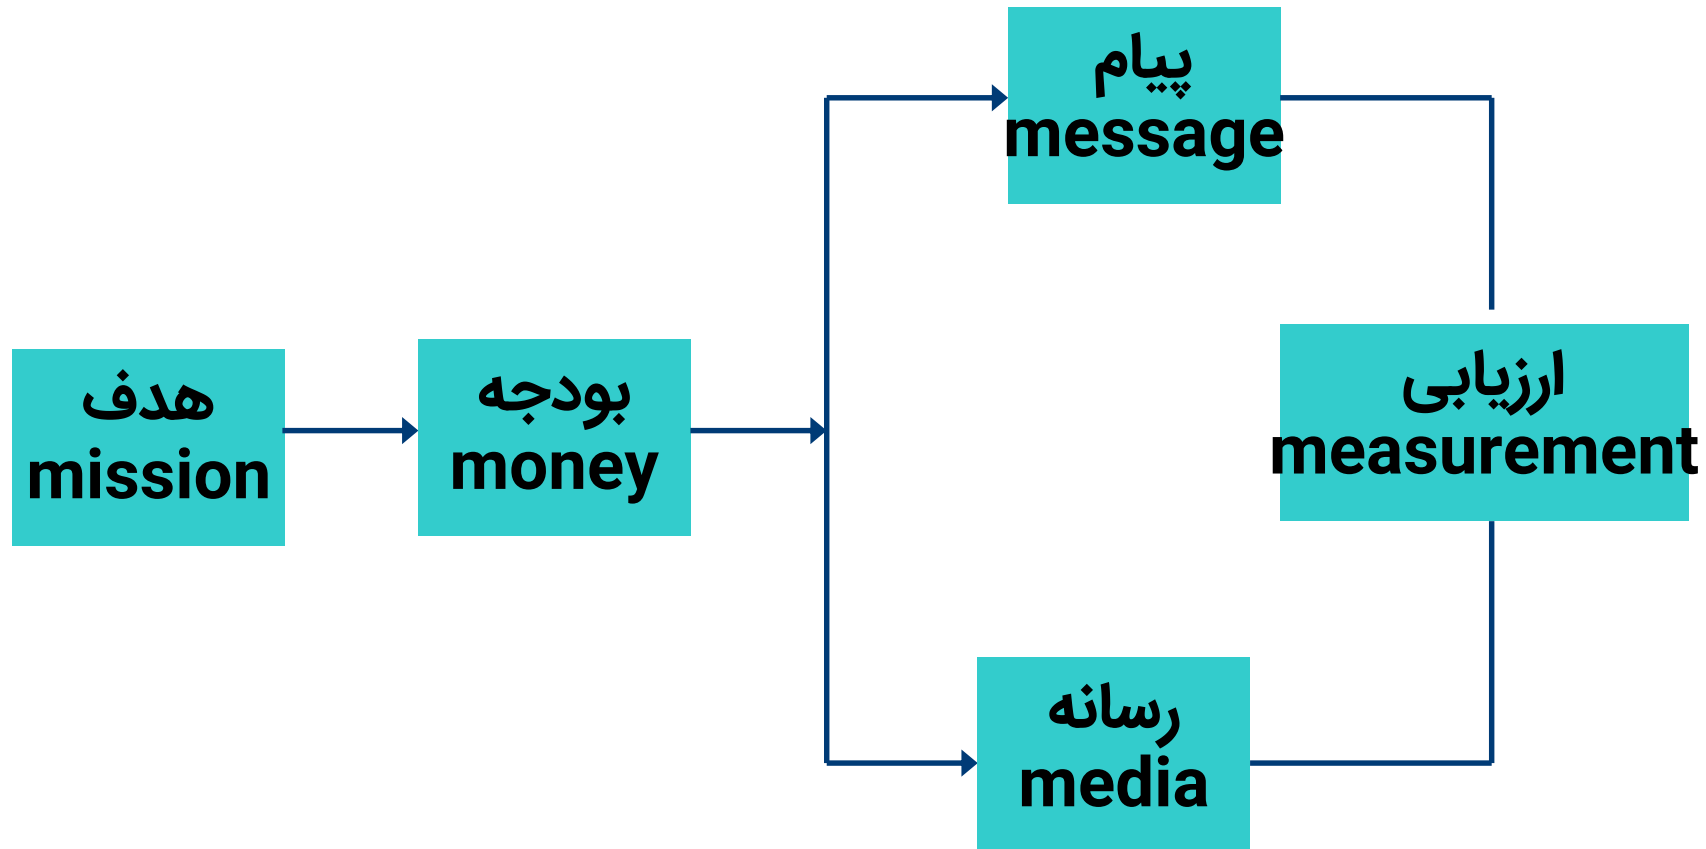 هدف
mission
بودجه
money
پیام
message
رسانه
media
ارزیابی
measurement